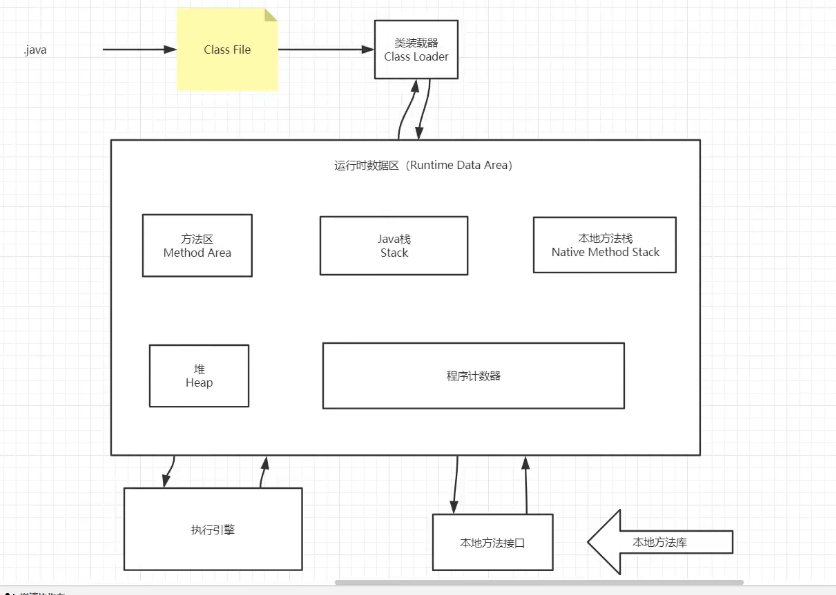 .java
Class File
类装载器
Class Loader
运行时数据区（Runtime Data Area）
方法区
Method Area
Java栈
Stack
本地方法栈
Native Method Stack
堆
Heap
程序计数器
执行引擎
本地方法接口
本地方法库